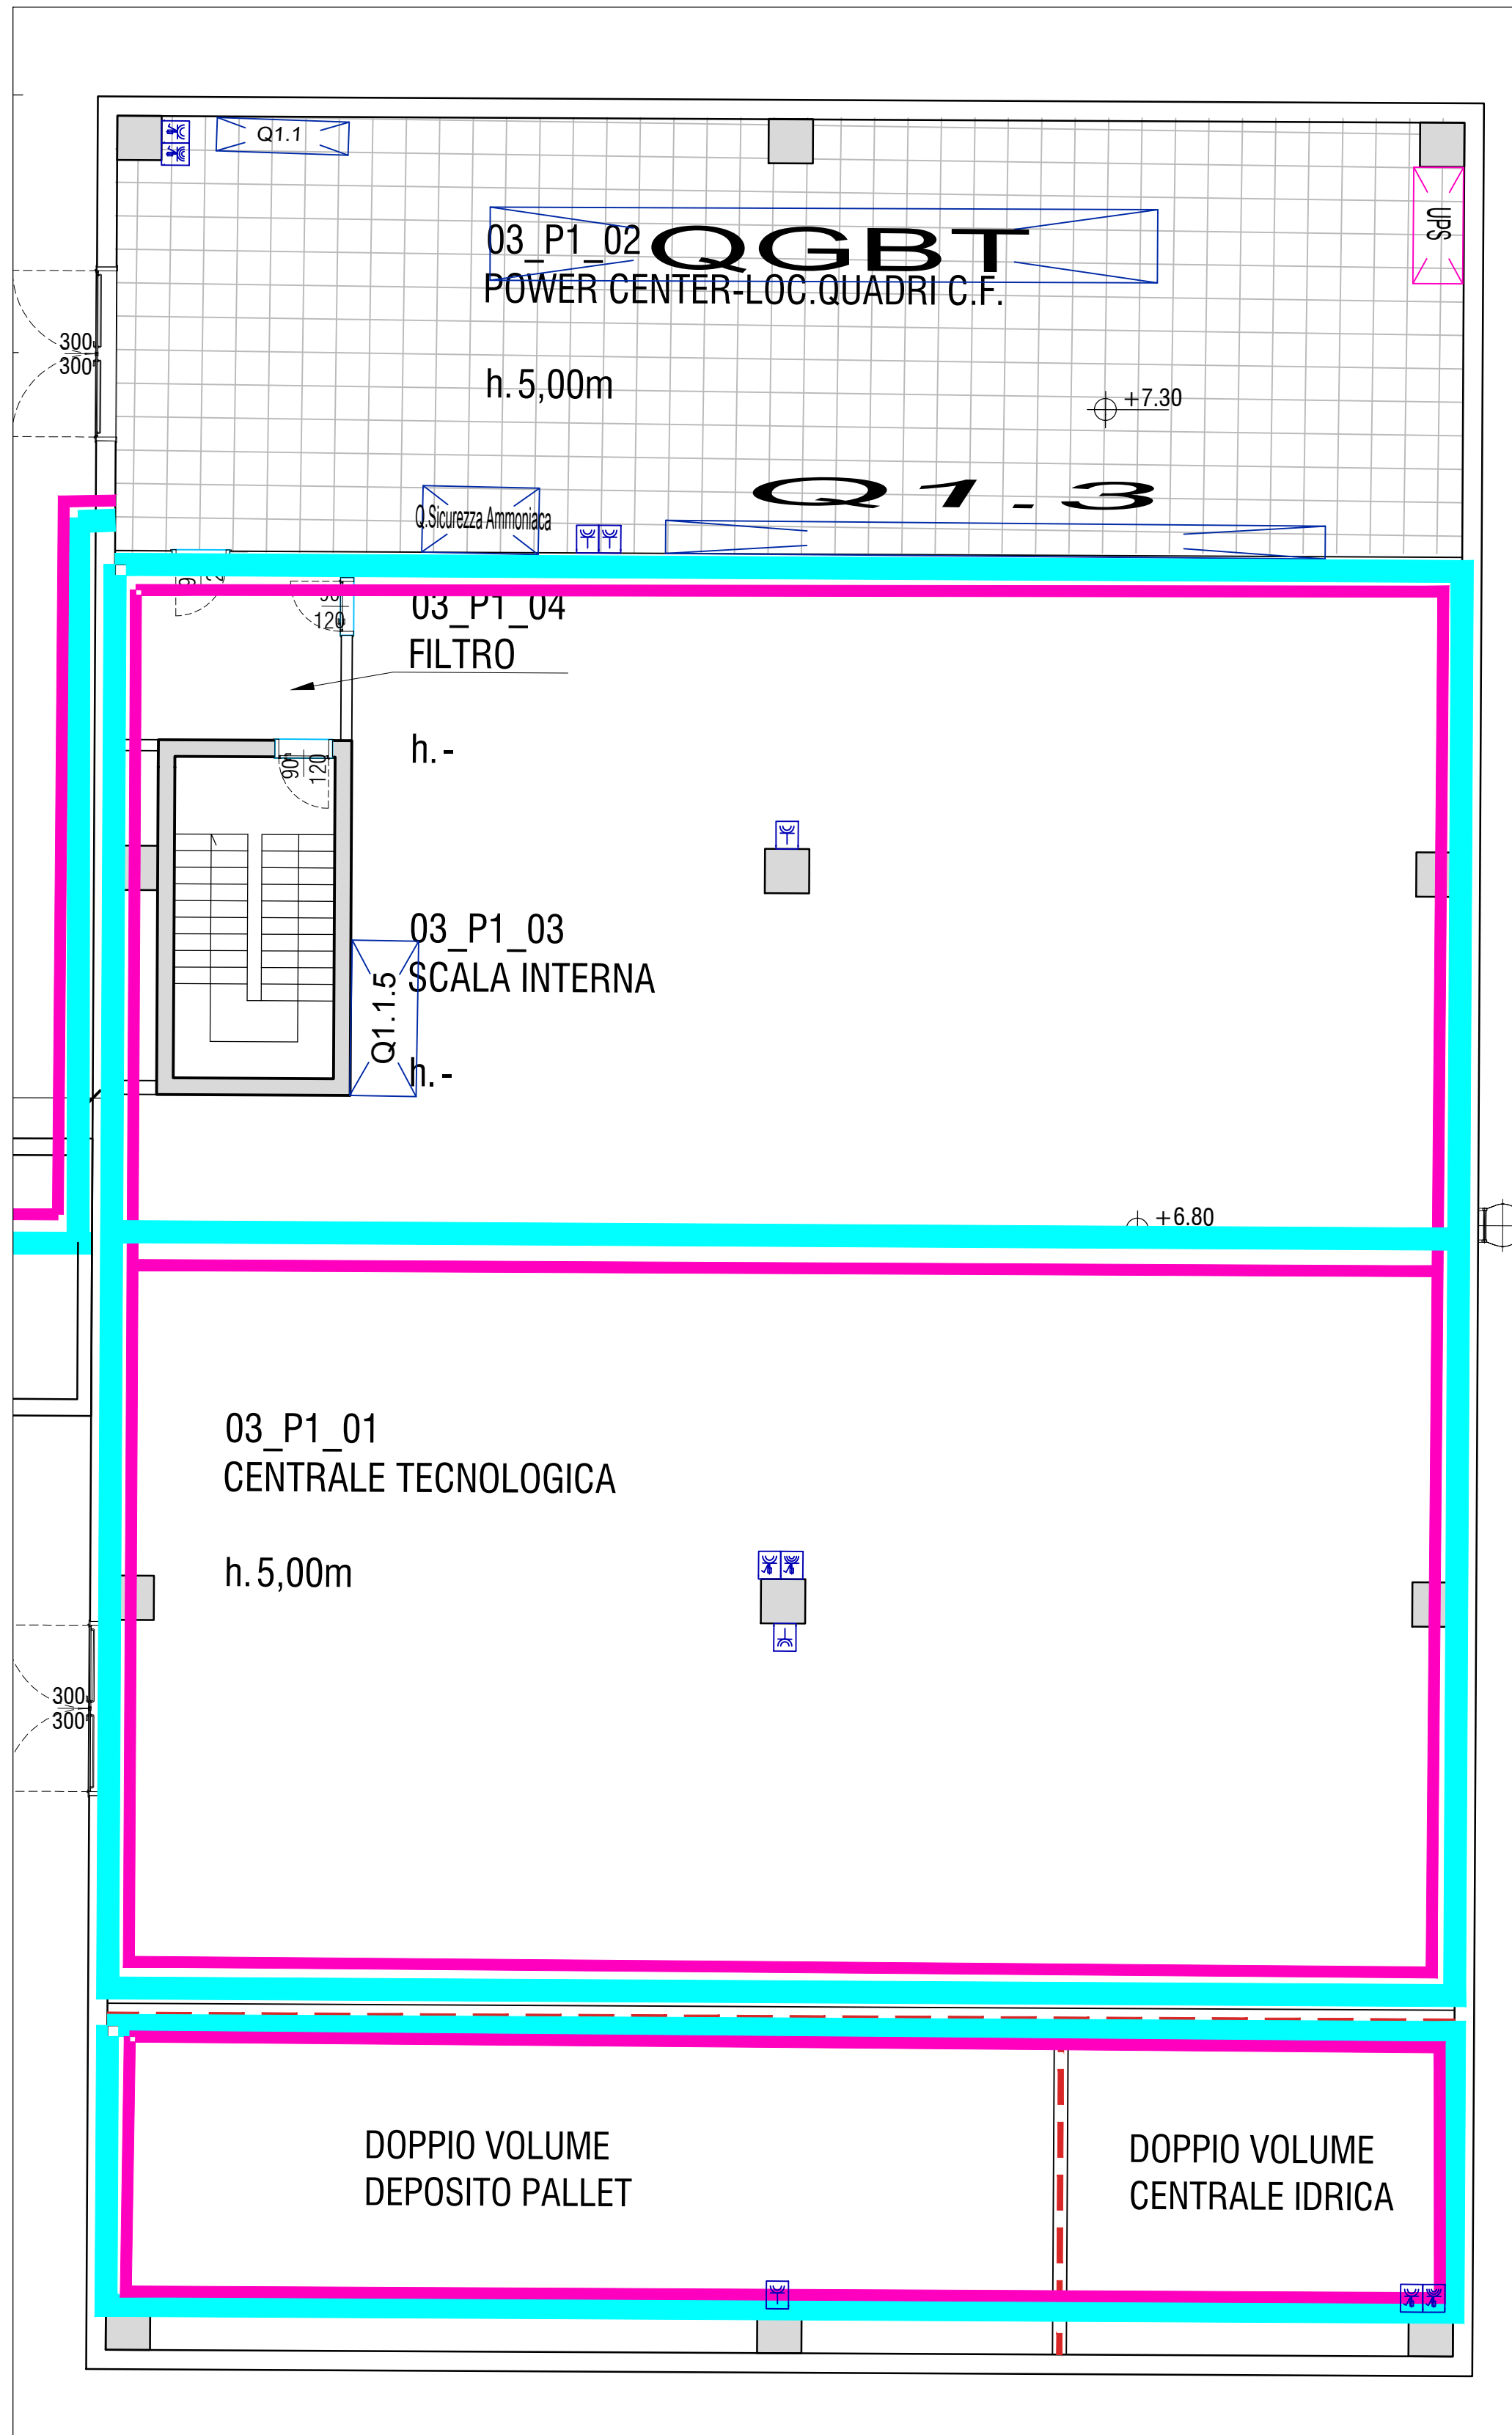 Q1.1
UPS
03_P1_02
QGBT
POWER CENTER-LOC.QUADRI C.F.
300
300
h. 5,00m
+7.30
Q1.3
Q.Sicurezza Ammoniaca
120
03_P1_04
FILTRO
h.-
90
120
03_P1_03
SCALA INTERNA
Q1.1.5
h.-
+6.80
03_P1_01
CENTRALE TECNOLOGICA
h. 5,00m
300
300
DOPPIO VOLUME
DEPOSITO PALLET
DOPPIO VOLUME
CENTRALE IDRICA